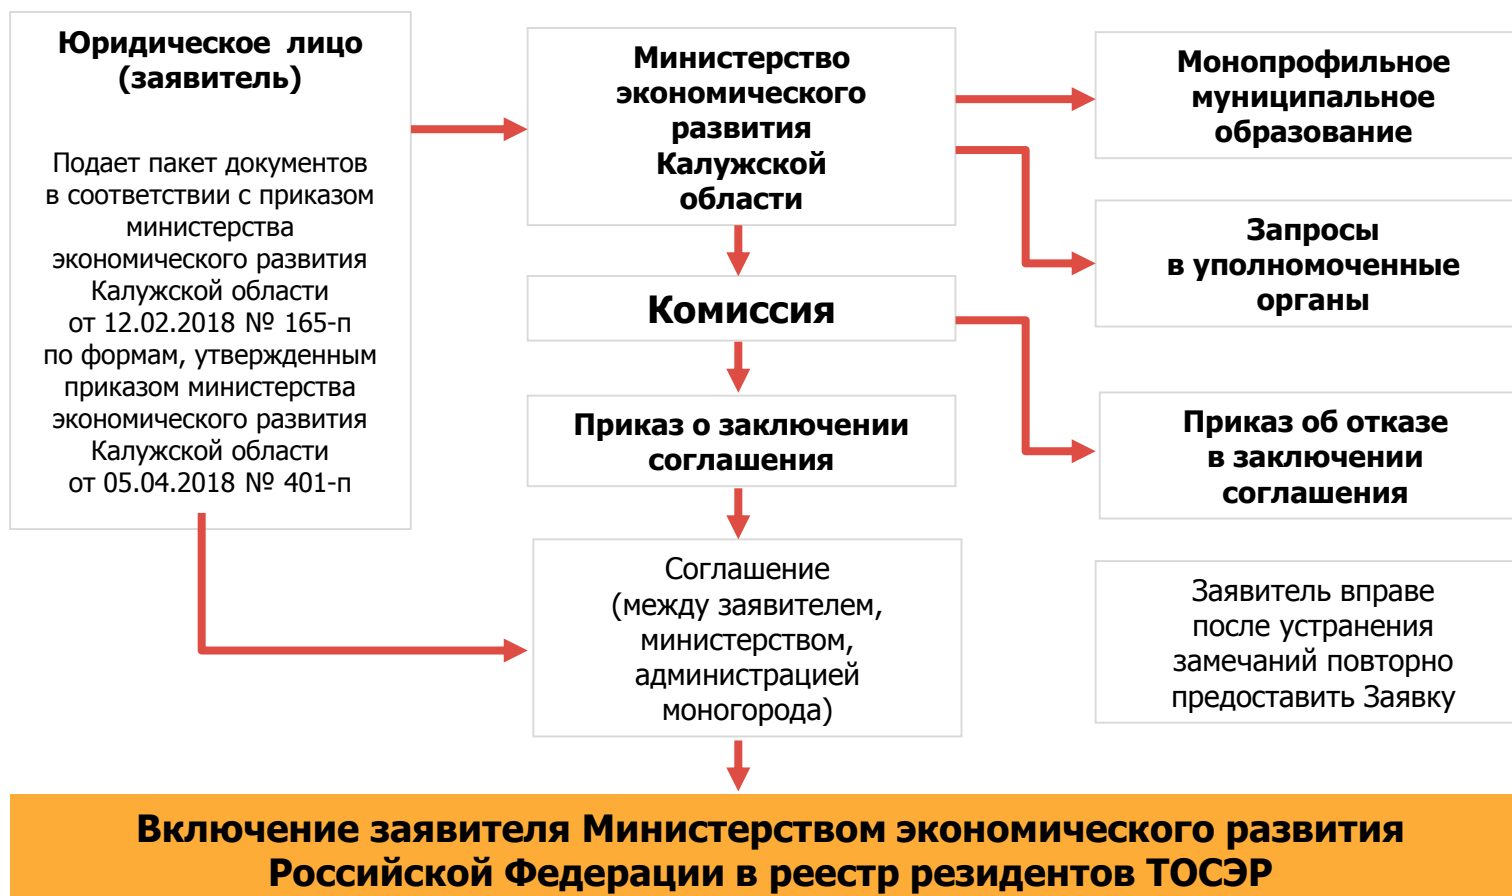 Юридическое лицо
(заявитель)
Подает пакет документов
в соответствии с приказом
министерства
экономического развития
Калужской области
от 12.02.2018 № 165-п
по формам, утвержденным
приказом министерства
экономического развития
Калужской области
от 05.04.2018 № 401-п
Министерство
экономического
развития
Калужской
области
Монопрофильное
муниципальное
образование
Запросы
в уполномоченные
органы
Комиссия
Приказ о заключении
соглашения
Приказ об отказе
в заключении
соглашения
Соглашение
(между заявителем,
министерством,
администрацией
моногорода)
Заявитель вправе
после устранения
замечаний повторно
предоставить Заявку
Включение заявителя Министерством экономического развития
Российской Федерации в реестр резидентов ТОСЭР